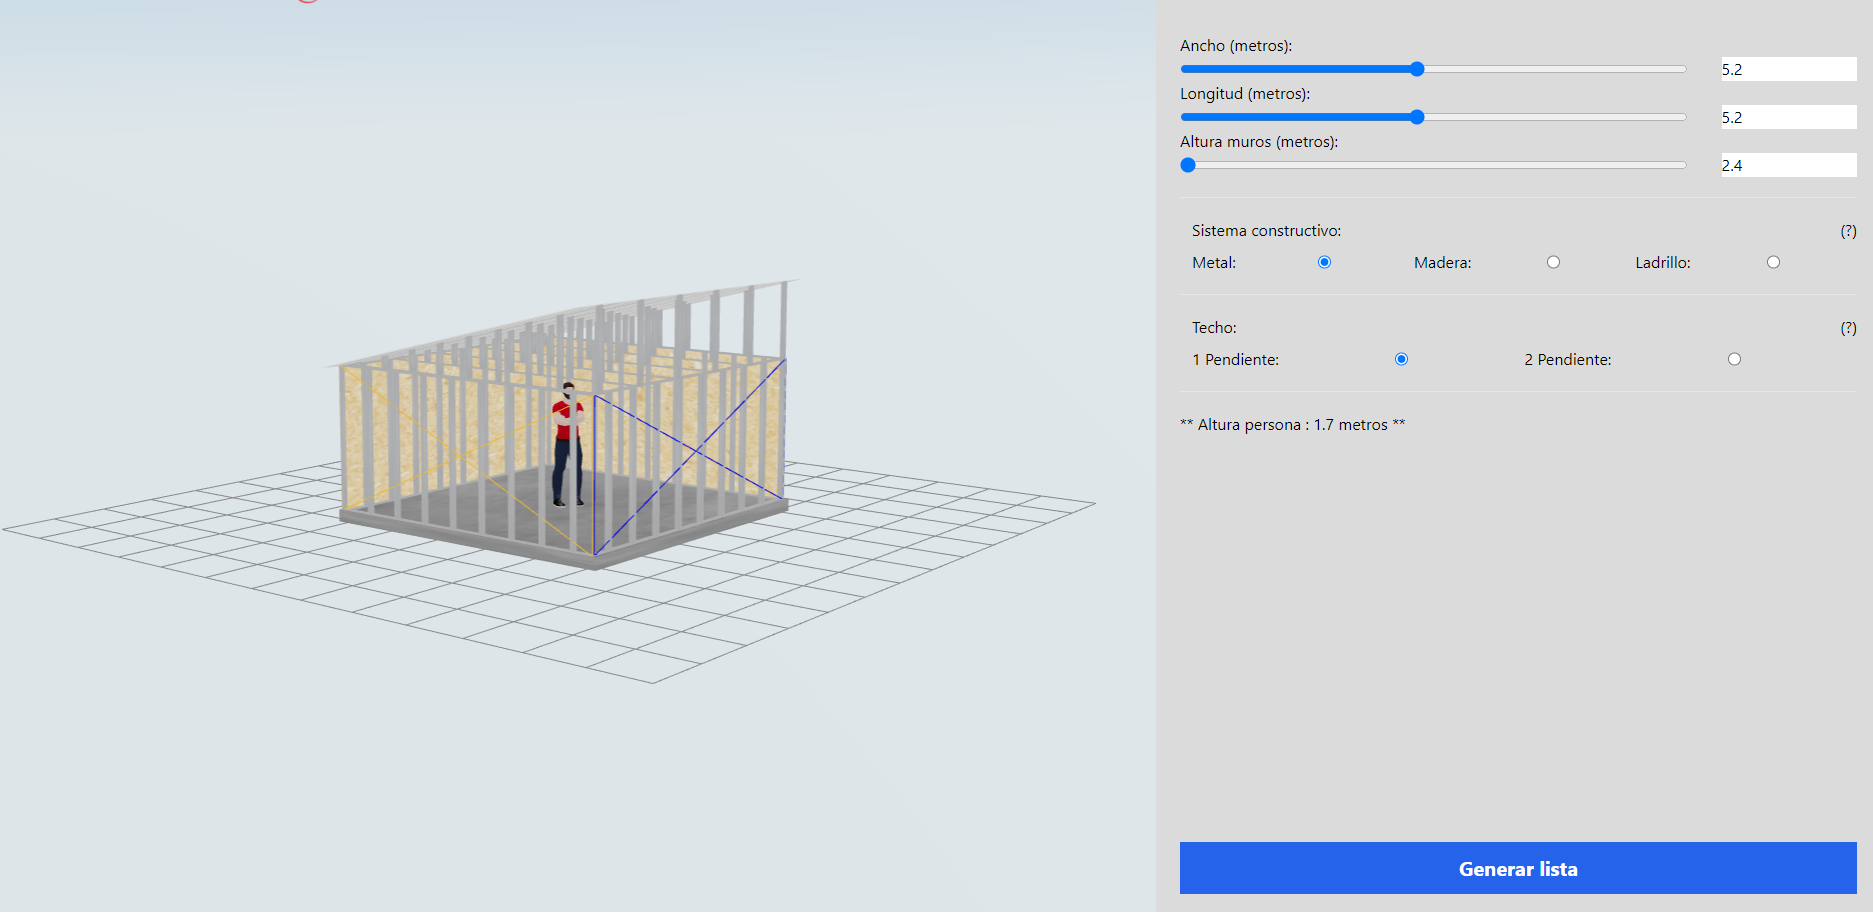 Ancho (metros):
5.2
Longitud (metros):
5.2
Altura muros (metros):
2.4
Sistema constructivo: (?)
Metal: Madera: Ladrillo:
Techo: (?)
1 Pendiente: 2 Pendiente:
** Altura persona : 1.7 metros **
Generar lista